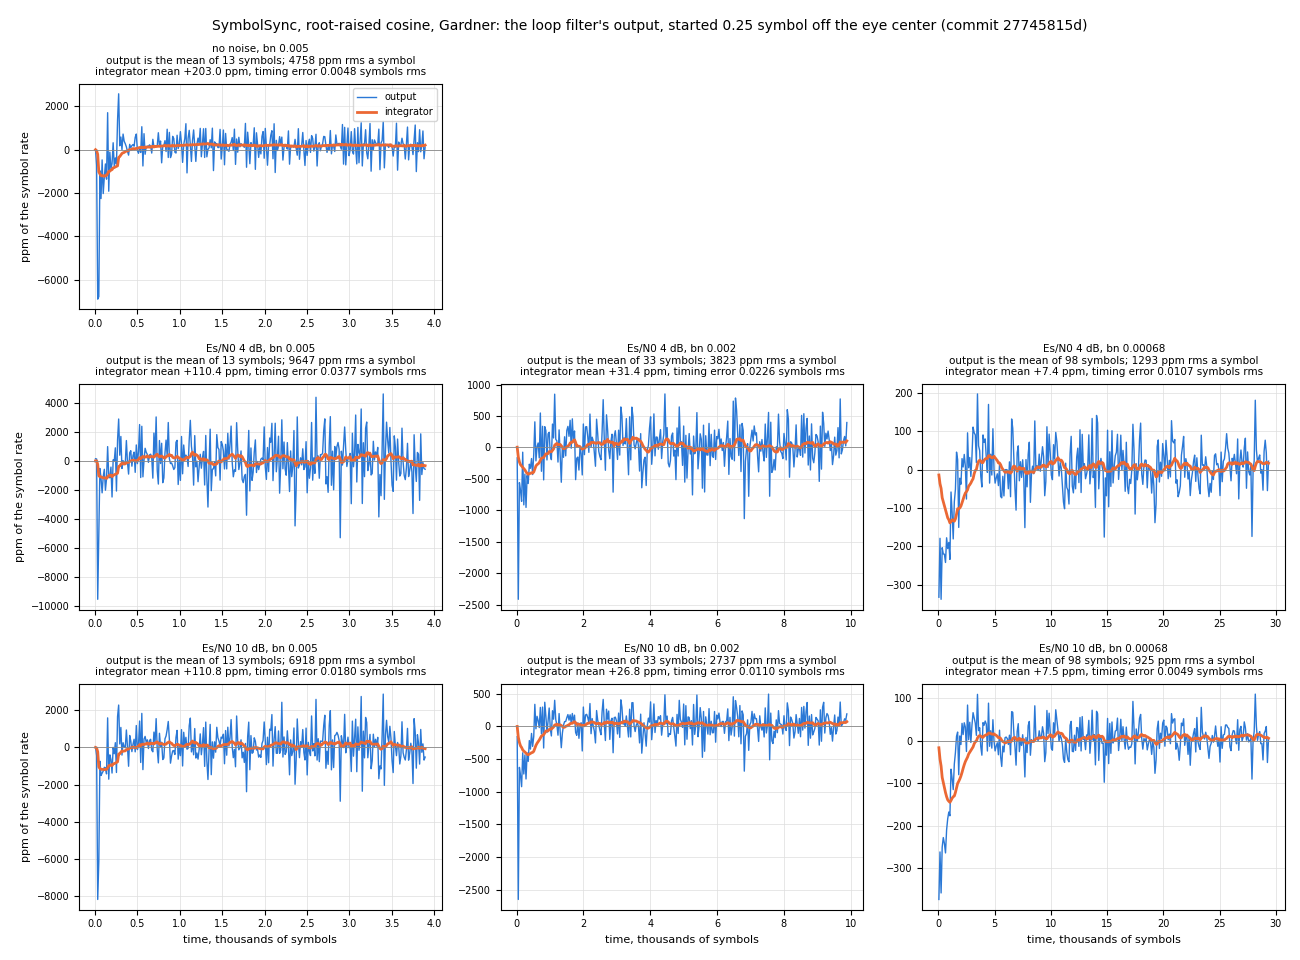 SymbolSync, root-raised cosine, Gardner: the loop filter's output, started 0.25 symbol off the eye center (commit 27745815d)
no noise, bn 0.005
output is the mean of 13 symbols; 4758 ppm rms a symbol
integrator mean +203.0 ppm, timing error 0.0048 symbols rms
output
integrator
ppm of the symbol rate
2000
0
−2000
−4000
−6000
0.0 0.5 1.0 1.5 2.0 2.5 3.0 3.5 4.0
Es/N0 4 dB, bn 0.005
output is the mean of 13 symbols; 9647 ppm rms a symbol
integrator mean +110.4 ppm, timing error 0.0377 symbols rms
ppm of the symbol rate
4000
2000
0
−2000
−4000
−6000
−8000
−10000
0.0 0.5 1.0 1.5 2.0 2.5 3.0 3.5 4.0
Es/N0 4 dB, bn 0.002
output is the mean of 33 symbols; 3823 ppm rms a symbol
integrator mean +31.4 ppm, timing error 0.0226 symbols rms
1000
500
0
−500
−1000
−1500
−2000
−2500
0 2 4 6 8 10
Es/N0 4 dB, bn 0.00068
output is the mean of 98 symbols; 1293 ppm rms a symbol
integrator mean +7.4 ppm, timing error 0.0107 symbols rms
200
100
0
−100
−200
−300
0 5 10 15 20 25 30
Es/N0 10 dB, bn 0.005
output is the mean of 13 symbols; 6918 ppm rms a symbol
integrator mean +110.8 ppm, timing error 0.0180 symbols rms
ppm of the symbol rate
2000
0
−2000
−4000
−6000
−8000
0.0 0.5 1.0 1.5 2.0 2.5 3.0 3.5 4.0
time, thousands of symbols
Es/N0 10 dB, bn 0.002
output is the mean of 33 symbols; 2737 ppm rms a symbol
integrator mean +26.8 ppm, timing error 0.0110 symbols rms
500
0
−500
−1000
−1500
−2000
−2500
0 2 4 6 8 10
time, thousands of symbols
Es/N0 10 dB, bn 0.00068
output is the mean of 98 symbols; 925 ppm rms a symbol
integrator mean +7.5 ppm, timing error 0.0049 symbols rms
100
0
−100
−200
−300
0 5 10 15 20 25 30
time, thousands of symbols